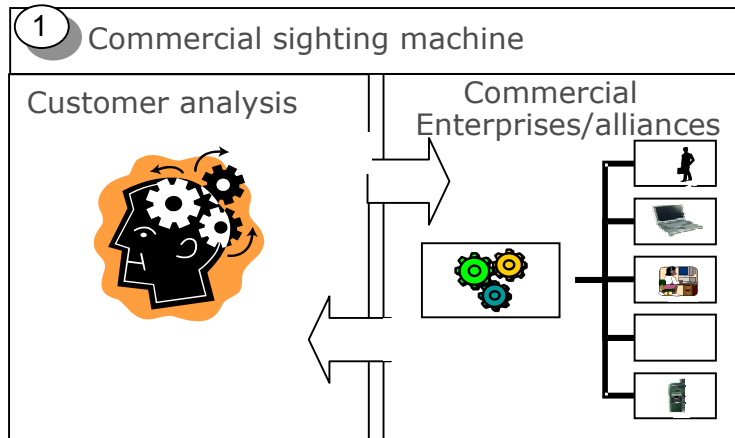 1
Commercial sighting machine
Customer analysis
Commercial
Enterprises/alliances